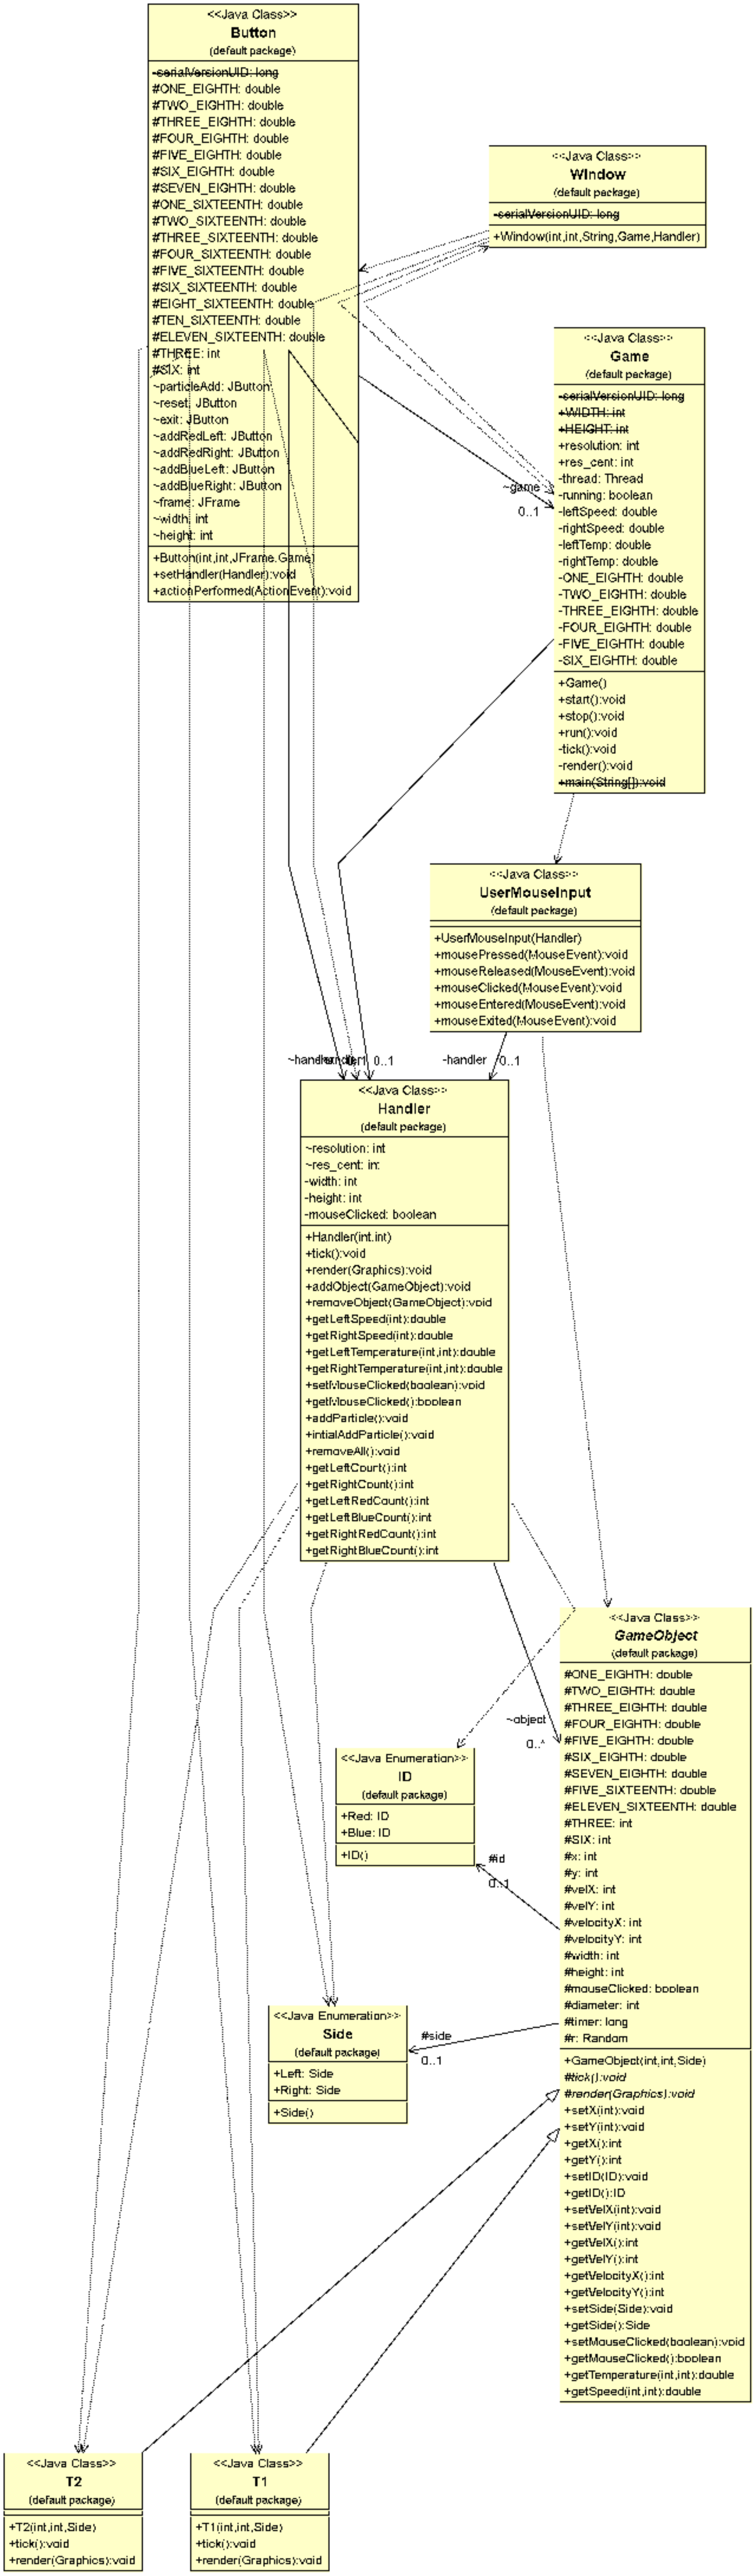 <<Java Class>>
Button
(default package)
-serialVersionUID: long
#ONE_EIGHTH: double
#TWO_EIGHTH: double
#THREE_EIGHTH: double
#FOUR_EIGHTH: double
#FIVE_EIGHTH: double
#SIX_EIGHTH: double
#SEVEN_EIGHTH: double
#ONE_SIXTEENTH: double
#TWO_SIXTEENTH: double
#THREE_SIXTEENTH: double
#FOUR_SIXTEENTH: double
#FIVE_SIXTEENTH: double
#SIX_SIXTEENTH: double
#EIGHT_SIXTEENTH: double
#TEN_SIXTEENTH: double
#ELEVEN_SIXTEENTH: double
#THREE: int
#SIX: int
~particleAdd: JButton
~reset: JButton
~exit: JButton
~addRedLeft: JButton
~addRedRight: JButton
~addBlueLeft: JButton
~addBlueRight: JButton
~frame: JFrame
~width: int
~height: int
+Button(int,int,JFrame,Game)
+setHandler(Handler):void
+actionPerformed(ActionEvent):void
<<Java Class>>
Window
(default package)
-serialVersionUID: long
+Window(int,int,String,Game,Handler)
<<Java Class>>
Game
(default package)
-serialVersionUID: long
+WIDTH: int
+HEIGHT: int
+resolution: int
+res_cent: int
-thread: Thread
-running: boolean
-leftSpeed: double
-rightSpeed: double
-leftTemp: double
-rightTemp: double
-ONE_EIGHTH: double
-TWO_EIGHTH: double
-THREE_EIGHTH: double
-FOUR_EIGHTH: double
-FIVE_EIGHTH: double
-SIX_EIGHTH: double
+Game()
+start():void
+stop():void
+run():void
-tick():void
-render():void
+main(String[]):void
~game
0..1
<<Java Class>>
UserMouseInput
(default package)
+UserMouseInput(Handler)
+mousePressed(MouseEvent):void
+mouseReleased(MouseEvent):void
+mouseClicked(MouseEvent):void
+mouseEntered(MouseEvent):void
+mouseExited(MouseEvent):void
~handler
0..1
-handler
0..1
<<Java Class>>
Handler
(default package)
~resolution: int
~res_cent: int
-width: int
-height: int
-mouseClicked: boolean
+Handler(int,int)
+tick():void
+render(Graphics):void
+addObject(GameObject):void
+removeObject(GameObject):void
+getLeftSpeed(int):double
+getRightSpeed(int):double
+getLeftTemperature(int,int):double
+getRightTemperature(int,int):double
+setMouseClicked(boolean):void
+getMouseClicked():boolean
+addParticle():void
+intialAddParticle():void
+removeAll():void
+getLeftCount():int
+getRightCount():int
+getLeftRedCount():int
+getLeftBlueCount():int
+getRightRedCount():int
+getRightBlueCount():int
<<Java Class>>
GameObject
(default package)
#ONE_EIGHTH: double
#TWO_EIGHTH: double
#THREE_EIGHTH: double
#FOUR_EIGHTH: double
#FIVE_EIGHTH: double
#SIX_EIGHTH: double
#SEVEN_EIGHTH: double
#FIVE_SIXTEENTH: double
#ELEVEN_SIXTEENTH: double
#THREE: int
#SIX: int
#x: int
#y: int
#velX: int
#velY: int
#velocityX: int
#velocityY: int
#width: int
#height: int
#mouseClicked: boolean
#diameter: int
#timer: long
#r: Random
+GameObject(int,int,Side)
#tick():void
#render(Graphics):void
+setX(int):void
+setY(int):void
+getX():int
+getY():int
+setID(ID):void
+getID():ID
+setVelX(int):void
+setVelY(int):void
+getVelX():int
+getVelY():int
+getVelocityX():int
+getVelocityY():int
+setSide(Side):void
+getSide():Side
+setMouseClicked(boolean):void
+getMouseClicked():boolean
+getTemperature(int,int):double
+getSpeed(int,int):double
~object
0..*
<<Java Enumeration>>
ID
(default package)
+Red: ID
+Blue: ID
+ID()
#id
0..1
<<Java Enumeration>>
Side
(default package)
+Left: Side
+Right: Side
+Side()
#side
0..1
<<Java Class>>
T2
(default package)
+T2(int,int,Side)
+tick():void
+render(Graphics):void
<<Java Class>>
T1
(default package)
+T1(int,int,Side)
+tick():void
+render(Graphics):void